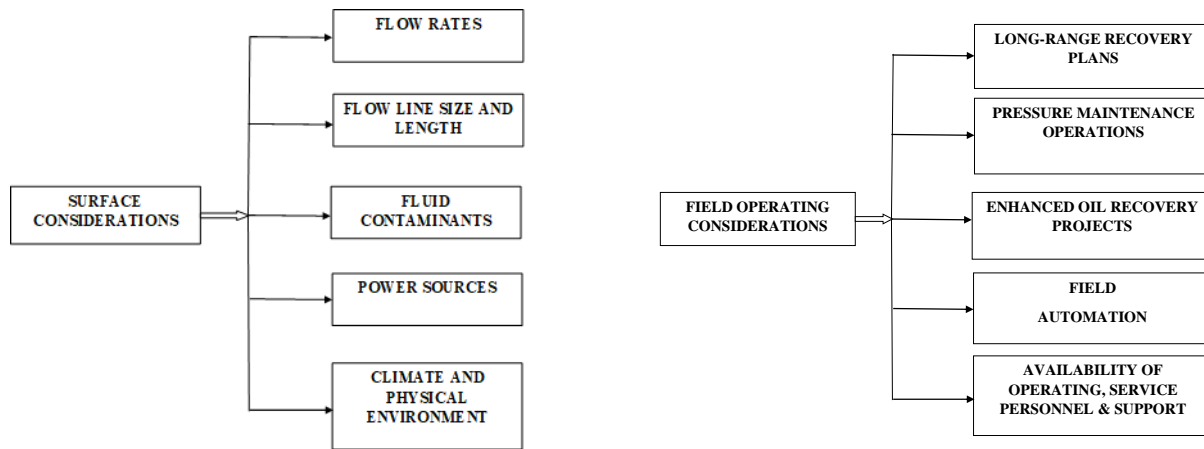 FLOW RATES
FLOW LINE SIZE AND
LENGTH
SURFACE
CONSIDERATIONS
FLUID
CONTAMINANTS
POWER SOURCES
CLIMATE AND
PHYSICAL
ENVIRONMENT
LONG-RANGE RECOVERY
PLANS
PRESSURE MAINTENANCE
OPERATIONS
FIELD OPERATING
CONSIDERATIONS
ENHANCED OIL RECOVERY
PROJECTS
FIELD
AUTOMATION
AVAILABILITY OF
OPERATING, SERVICE
PERSONNEL & SUPPORT